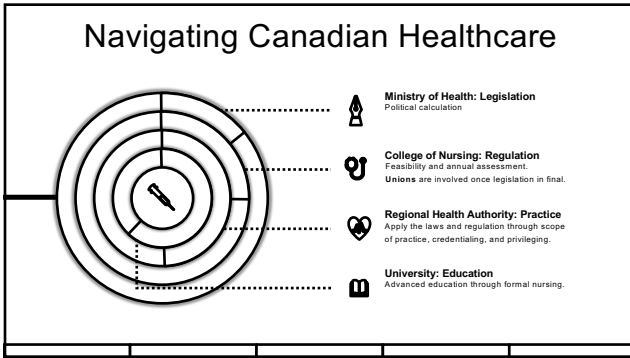 Navigating Canadian Healthcare
Ministry of Health: Legislation
Political calculation
College of Nursing: Regulation
Feasibility and annual assessment.
Unions are involved once legislation in final.
Regional Health Authority: Practice
Apply the laws and regulation through scope
of practice, credentialing, and privileging.
University: Education
Advanced education through formal nursing.